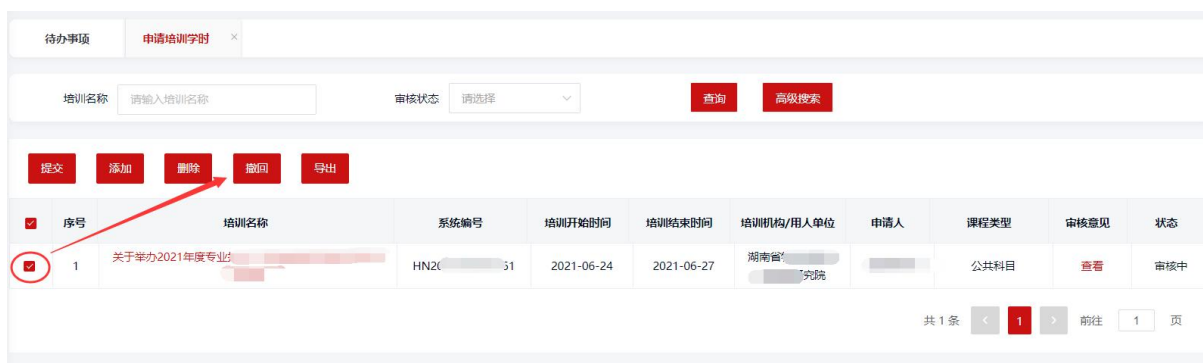 待办事项 申请培训学时 ×
培训名称 请输入培训名称 审核状态 请选择 查询 高级搜索
提交 添加 删除 撤回 导出
序号 培训名称 系统编号 培训开始时间 培训结束时间 培训机构/用人单位 申请人 课程类型 审核意见 状态
1 关于举办2021年度专业 HN20 51 2021-06-24 2021-06-27 湖南省 究院 公共科目 查看 审核中
共 1 条 < 1 > 前往 1 页